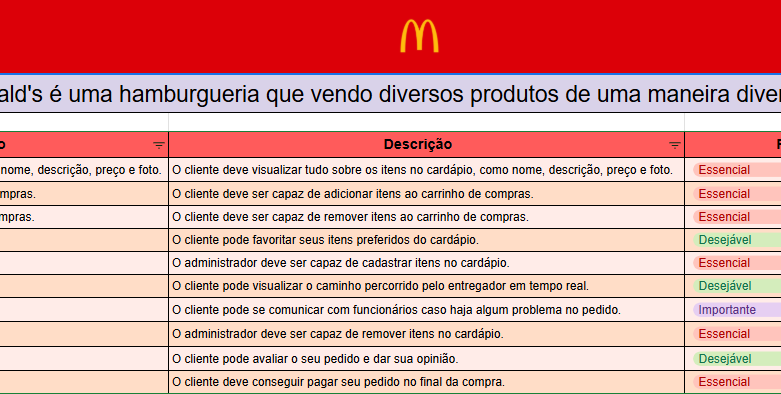 ald's é uma hamburgueria que vendo diversos produtos de uma maneira diver
o Descrição F
nome, descrição, preço e foto. O cliente deve visualizar tudo sobre os itens no cardápio, como nome, descrição, preço e foto. Essencial
mpras. O cliente deve ser capaz de adicionar itens ao carrinho de compras. Essencial
mpras. O cliente deve ser capaz de remover itens ao carrinho de compras. Essencial
O cliente pode favoritar seus itens preferidos do cardápio. Desejável
O administrador deve ser capaz de cadastrar itens no cardápio. Essencial
O cliente pode visualizar o caminho percorrido pelo entregador em tempo real. Desejável
O cliente pode se comunicar com funcionários caso haja algum problema no pedido. Importante
O administrador deve ser capaz de remover itens no cardápio. Essencial
O cliente pode avaliar o seu pedido e dar sua opinião. Desejável
O cliente deve conseguir pagar seu pedido no final da compra. Essencial